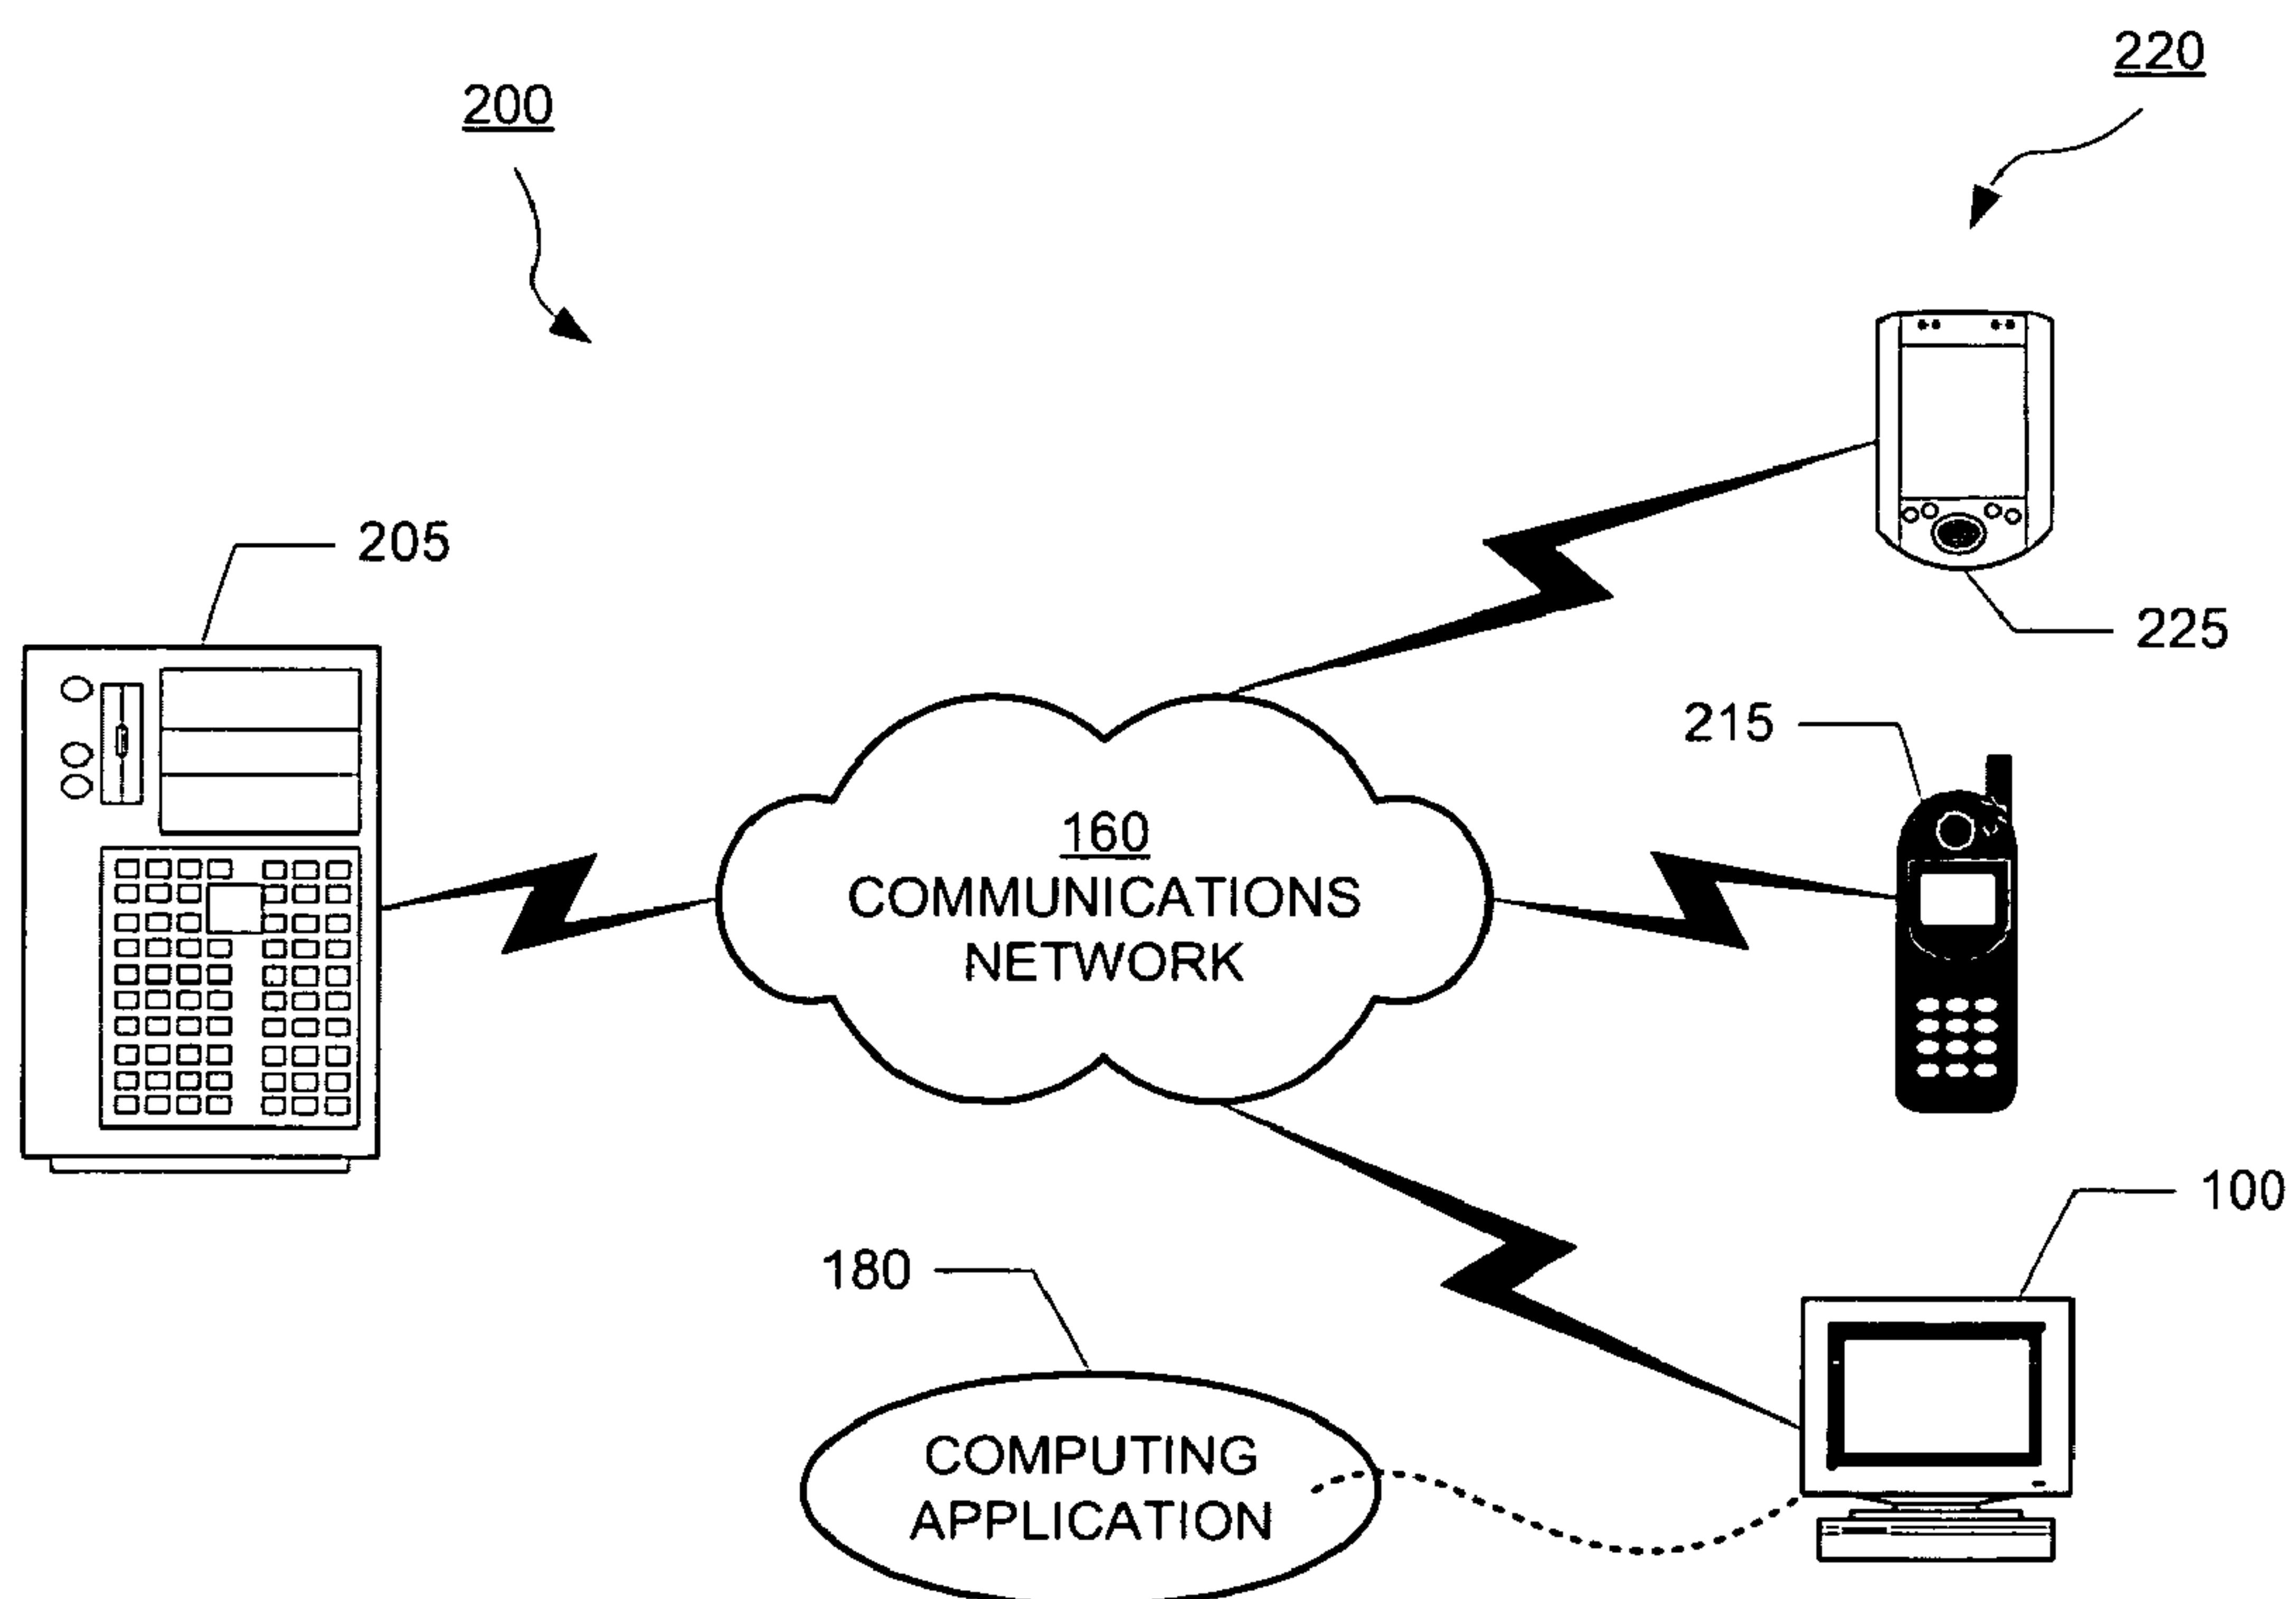 220
200
205
225
215
160
COMMUNICATIONS
NETWORK
100
180
COMPUTING
APPLICATION